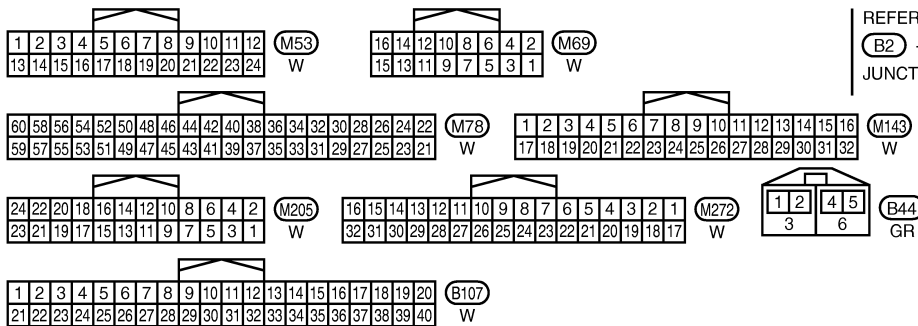 REFER
1 2 3 4 5 6 7 8 9 10 11 12 M53
13 14 15 16 17 18 19 20 21 22 23 24 W
16 14 12 10 8 6 4 2 M69
15 13 11 9 7 5 3 1 W
B2 -
JUNCT
60 58 56 54 52 50 48 46 44 42 40 38 36 34 32 30 28 26 24 22 M78
59 57 55 53 51 49 47 45 43 41 39 37 35 33 31 29 27 25 23 21 W
1 2 3 4 5 6 7 8 9 10 11 12 13 14 15 16 M143
17 18 19 20 21 22 23 24 25 26 27 28 29 30 31 32 W
24 22 20 18 16 14 12 10 8 6 4 2 M205
23 21 19 17 15 13 11 9 7 5 3 1 W
16 15 14 13 12 11 10 9 8 7 6 5 4 3 2 1 M272
32 31 30 29 28 27 26 25 24 23 22 21 20 19 18 17 W
1 2 4 5 B44
3 6 GR
1 2 3 4 5 6 7 8 9 10 11 12 13 14 15 16 17 18 19 20 B107
21 22 23 24 25 26 27 28 29 30 31 32 33 34 35 36 37 38 39 40 W